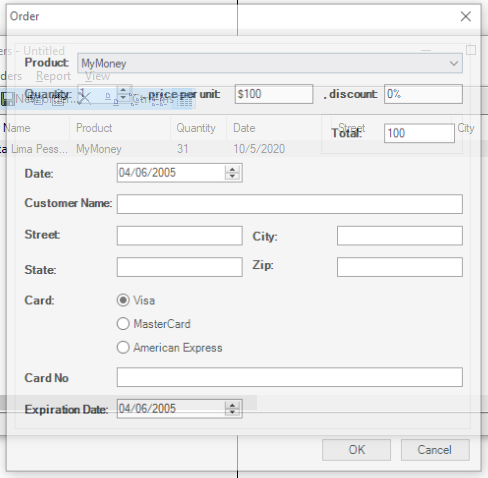 Order
ers - Untitled
Product:
MyMoney
ders Report View
Quantity: 1 price per unit: $100 , discount: 0%
Total: 100
Name Product Quantity Date Street City
ta Lima Pess... MyMoney 31 10/5/2020
Date: 04/06/2005
Customer Name:
Street: City:
State: Zip:
Card: Visa
MasterCard
American Express
Card No
Expiration Date: 04/06/2005
OK Cancel